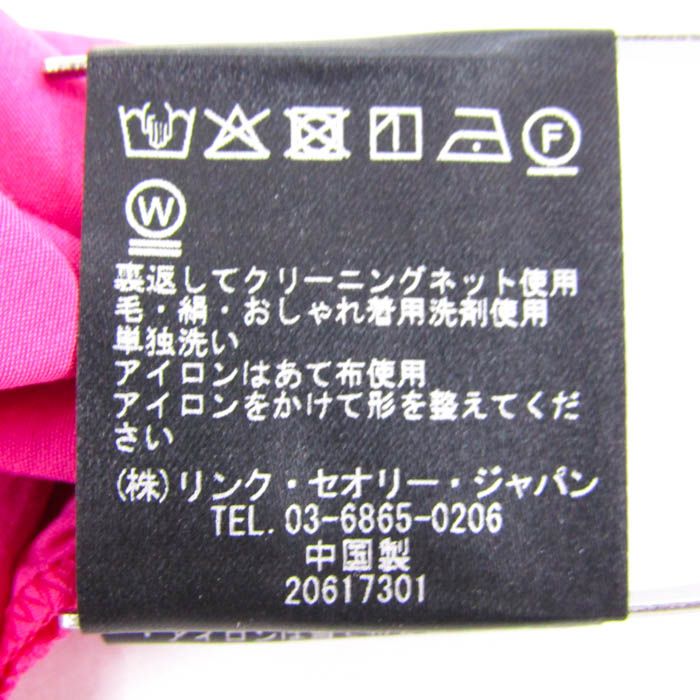 F
W
裏返してクリーニングネット使用
毛・絹・おしゃれ着用洗剤使用
単独洗い
アイロンはあて布使用
アイロンをかけて形を整えてくだ
さい
(株)リンク・セオリー・ジャパン
TEL.03-6865-0206
中国製
20617301